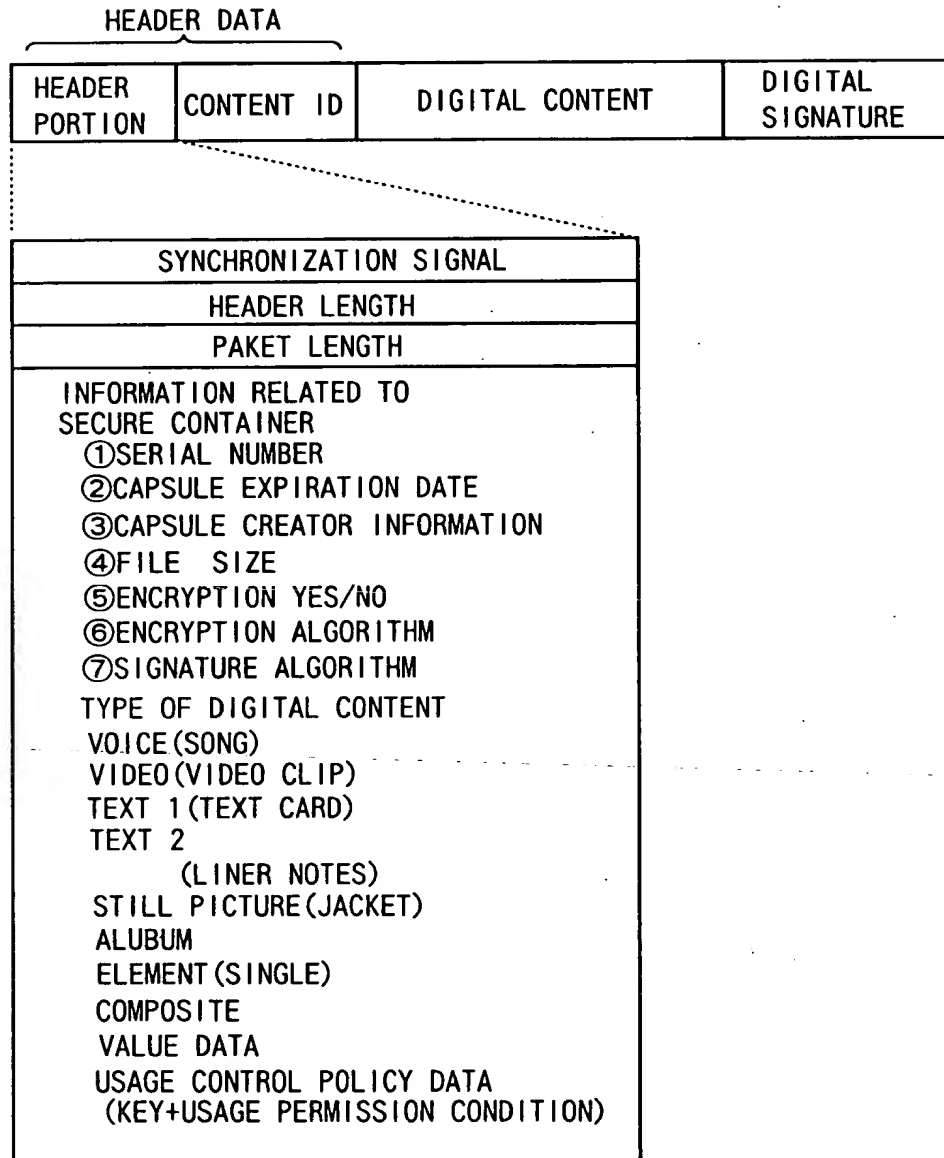 HEADER DATA
HEADER PORTION
CONTENT ID
DIGITAL CONTENT
DIGITAL SIGNATURE
SYNCHRONIZATION SIGNAL
HEADER LENGTH
PAKET LENGTH
INFORMATION RELATED TO
SECURE CONTAINER
①SERIAL NUMBER
②CAPSULE EXPIRATION DATE
③CAPSULE CREATOR INFORMATION
④FILE SIZE
⑤ENCRYPTION YES/NO
⑥ENCRYPTION ALGORITHM
⑦SIGNATURE ALGORITHM
TYPE OF DIGITAL CONTENT
VOICE(SONG)
VIDEO(VIDEO CLIP)
TEXT 1(TEXT CARD)
TEXT 2
(LINER NOTES)
STILL PICTURE(JACKET)
ALUBUM
ELEMENT(SINGLE)
COMPOSITE
VALUE DATA
USAGE CONTROL POLICY DATA
(KEY+USAGE PERMISSION CONDITION)